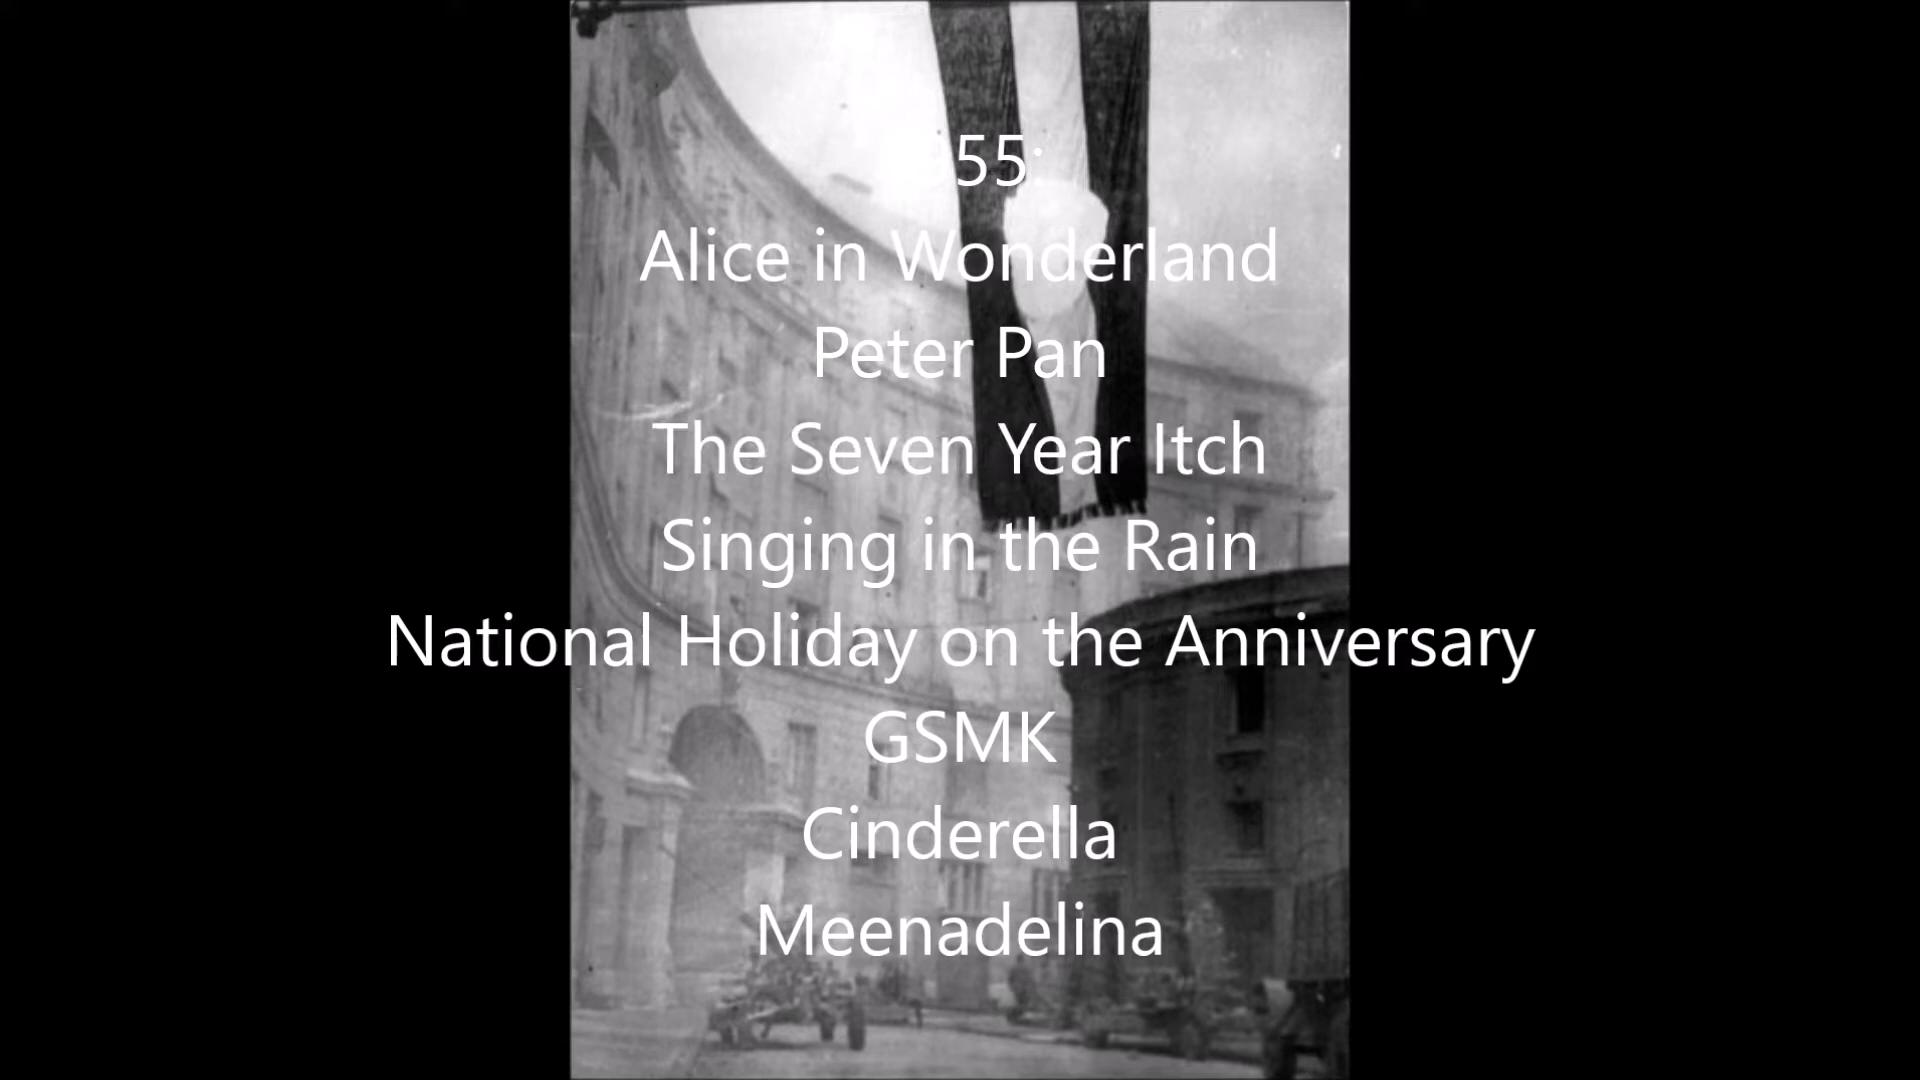 55:
Alice in Wonderland
Peter Pan
The Seven Year Itch
Singing in the Rain
National Holiday on the Anniversary
GSMK
Cinderella
Meenadelina